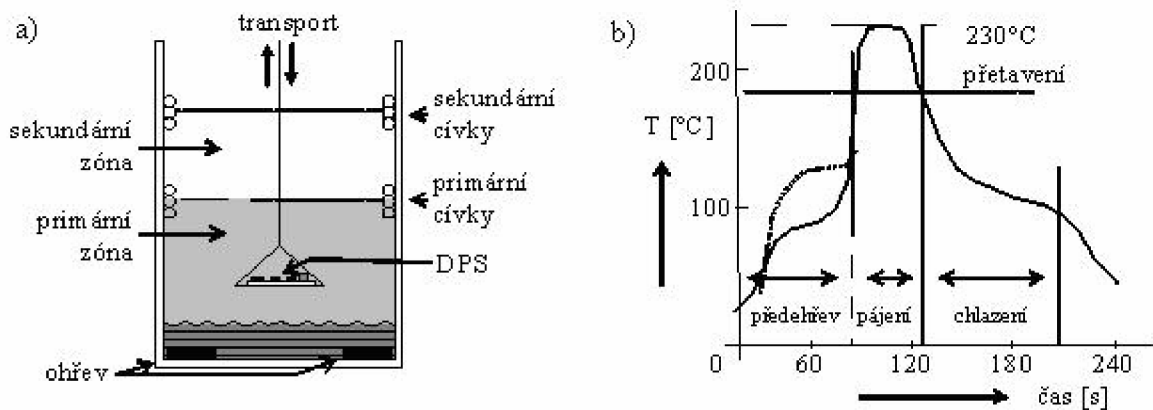 a)
transport
sekundární
cívky
sekundární
zóna
primární
cívky
primární
zóna
DPS
ohřev
b)
230°C
200
přetavení
T [°C]
100
předehřev
pájení
chlazení
0
60
120
180
240
čas [s]